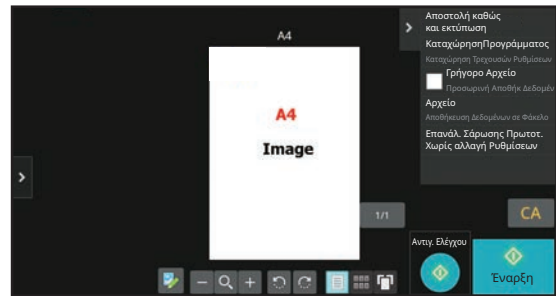 A4
A4
Image
1/1
Αποστολή καθώς
και εκτύπωση
ΚαταχώρησηΠρογράμματος
Καταχώρηση Τρεχουσών Ρυθμίσεων
Γρήγορο Αρχείο
Προσωρινή Αποθήκ Δεδομέν
Αρχείο
Αποθήκευση Δεδομένων σε Φάκελο
Επανάλ. Σάρωσης Πρωτοτ.
Χωρίς αλλαγή Ρυθμίσεων
CA
Αντιγ. Ελέγχου
Έναρξη